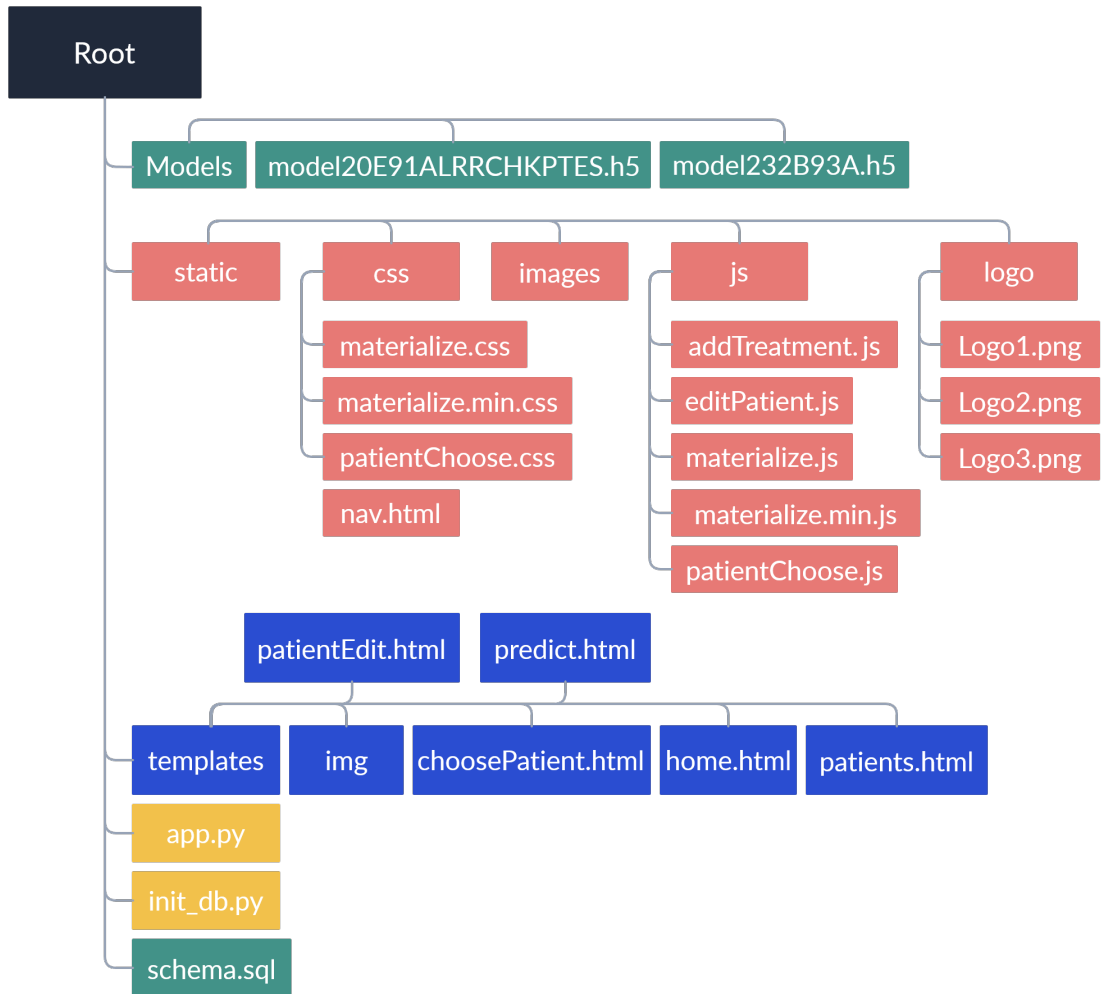 Root
Models
model20E91ALRRCHKPTES.h5
model232B93A.h5
static
css
images
js
logo
materialize.css
addTreatment.js
Logo1.png
materialize.min.css
editPatient.js
Logo2.png
patientChoose.css
materialize.js
Logo3.png
nav.html
materialize.min.js
patientChoose.js
patientEdit.html
predict.html
templates
img
choosePatient.html
home.html
patients.html
app.py
init_db.py
schema.sql